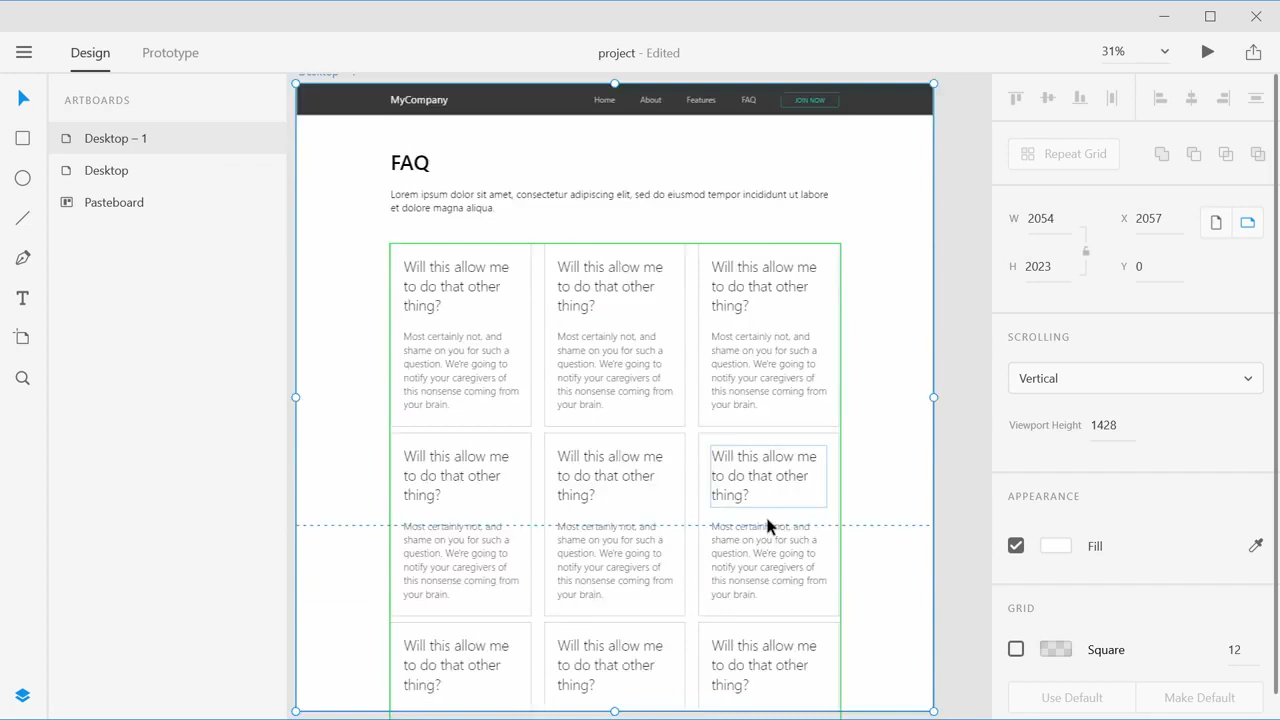 Design
Prototype
project - Edited
31%
ARTBOARDS
Desktop – 1
Desktop
Pasteboard
MyCompany
Home
About
Features
FAQ
JOIN NOW
FAQ
Lorem ipsum dolor sit amet, consectetur adipiscing elit, sed do eiusmod tempor incididunt ut labore
et dolore magna aliqua.
Will this allow me
to do that other
thing?
Most certainly not, and
shame on you for such a
question. We're going to
notify your caregivers of
this nonsense coming from
your brain.
Will this allow me
to do that other
thing?
Most certainly not, and
shame on you for such a
question. We're going to
notify your caregivers of
this nonsense coming from
your brain.
Will this allow me
to do that other
thing?
Most certainly not, and
shame on you for such a
question. We're going to
notify your caregivers of
this nonsense coming from
your brain.
Will this allow me
to do that other
thing?
Most certainly not, and
shame on you for such a
question. We're going to
notify your caregivers of
this nonsense coming from
your brain.
Will this allow me
to do that other
thing?
Most certainly not, and
shame on you for such a
question. We're going to
notify your caregivers of
this nonsense coming from
your brain.
Will this allow me
to do that other
thing?
Most certainly not, and
shame on you for such a
question. We're going to
notify your caregivers of
this nonsense coming from
your brain.
Will this allow me
to do that other
thing?
Will this allow me
to do that other
thing?
Will this allow me
to do that other
thing?
Repeat Grid
W 2054
X 2057
H 2023
Y 0
SCROLLING
Vertical
Viewport Height 1428
APPEARANCE
Fill
GRID
Square 12
Use Default
Make Default